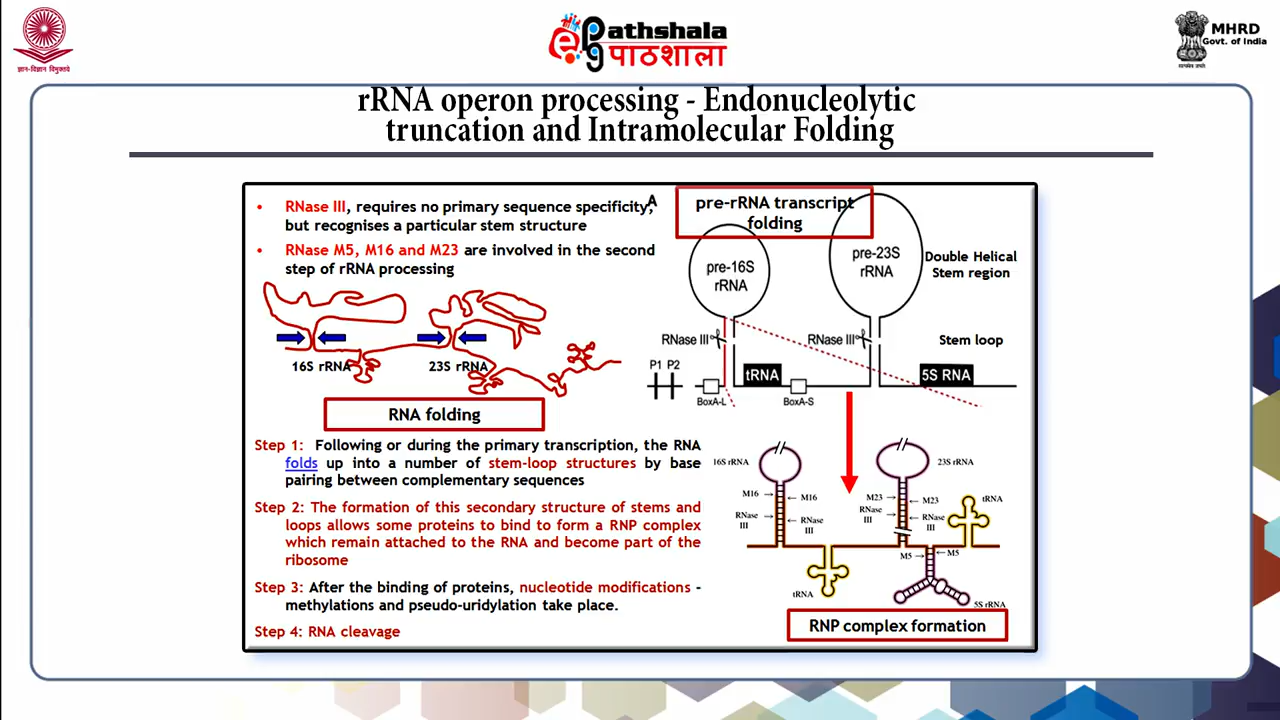 ज्ञान-विज्ञान विमुक्तये
ePg
Pathshala
पाठशाला
सत्यमेव जयते
MHRD
Govt. of India
rRNA operon processing - Endonucleolytic
truncation and Intramolecular Folding
• RNase III, requires no primary sequence specificity,
but recognises a particular stem structure
• RNase M5, M16 and M23 are involved in the second
step of rRNA processing
16S rRNA
23S rRNA
RNA folding
A
pre-rRNA transcript
folding
pre-16S
rRNA
pre-23S
rRNA
Double Helical
Stem region
RNase III
RNase III
Stem loop
P1 P2
tRNA
5S RNA
BoxA-L
BoxA-S
Step 1: Following or during the primary transcription, the RNA
folds up into a number of stem-loop structures by base
pairing between complementary sequences
Step 2: The formation of this secondary structure of stems and
loops allows some proteins to bind to form a RNP complex
which remain attached to the RNA and become part of the
ribosome
Step 3: After the binding of proteins, nucleotide modifications -
methylations and pseudo-uridylation take place.
Step 4: RNA cleavage
16S rRNA
23S rRNA
M16
M16
M23
M23
tRNA
RNase
III
RNase
III
RNase
III
RNase
III
M5
M5
tRNA
5S rRNA
RNP complex formation